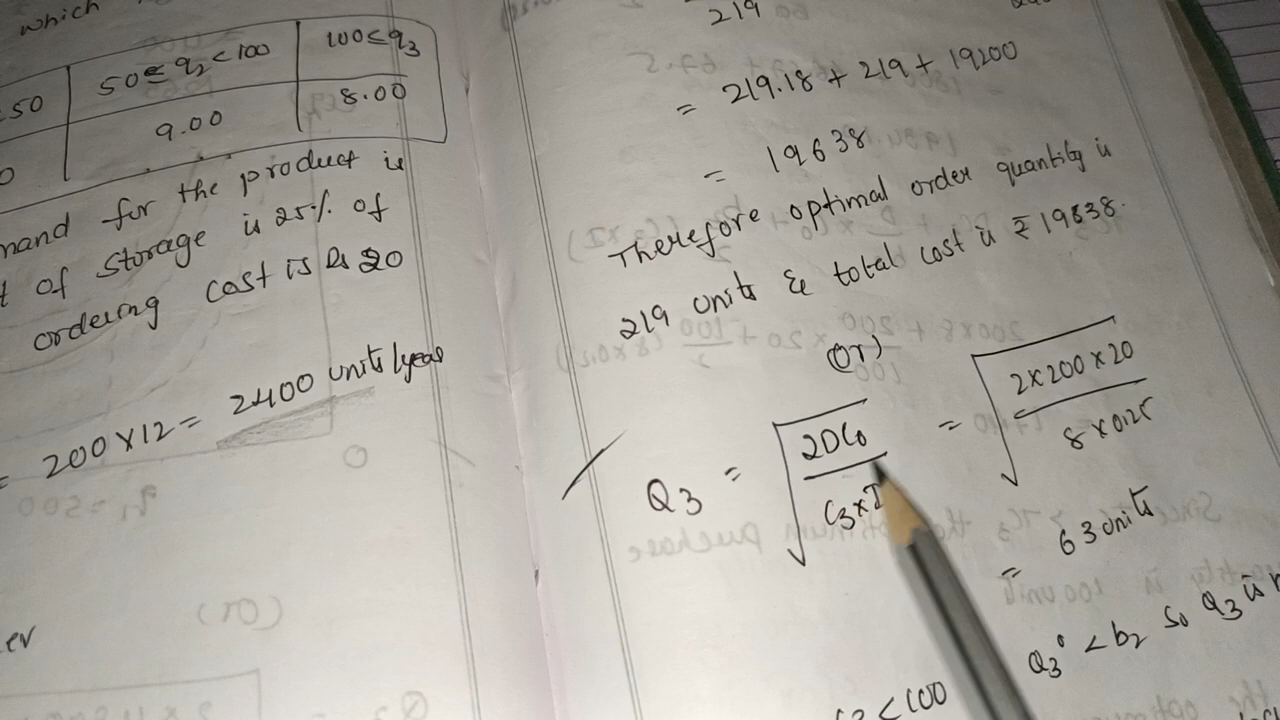 which
50 50 ≤ q2 < 100 100 ≤ q3
0 9.00 8.00
mand for the product is
t of storage is 25% of
ordering cost is Rs 20
= 200 X 12 = 2400 units/year
er
219
= 219.18 + 219 + 19200
= 19638
Therefore optimal order quantity is
219 units & total cost is ₹ 19638.
(Or)
Q3 = √(2DC0 / C3 x I) = √(2 x 200 x 20 / 8 x 0.25)
= 63 units
Q3° < b2 so Q3 is
< 100